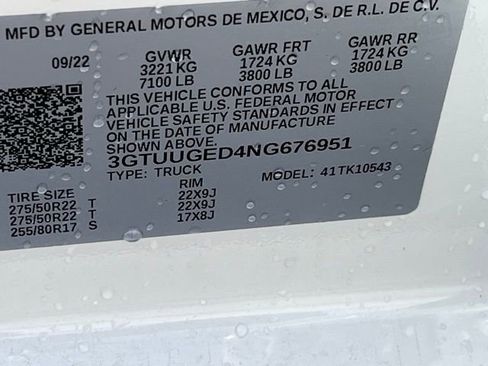 MFD BY GENERAL MOTORS DE MEXICO, S. DE R.L. DE C.V.
09/22 GVWR GAWR FRT GAWR RR
3221 KG 1724 KG 1724 KG
7100 LB 3800 LB 3800 LB
THIS VEHICLE CONFORMS TO ALL
APPLICABLE U.S. FEDERAL MOTOR
VEHICLE SAFETY STANDARDS IN EFFECT
ON THE DATE OF MANUFACTURE
SHOWN ABOVE.
3GTUUGED4NG676951
TYPE: TRUCK MODEL: 41TK10543
TIRE SIZE RIM
275/50R22 T 22X9J
275/50R22 T 22X9J
255/80R17 S 17X8J